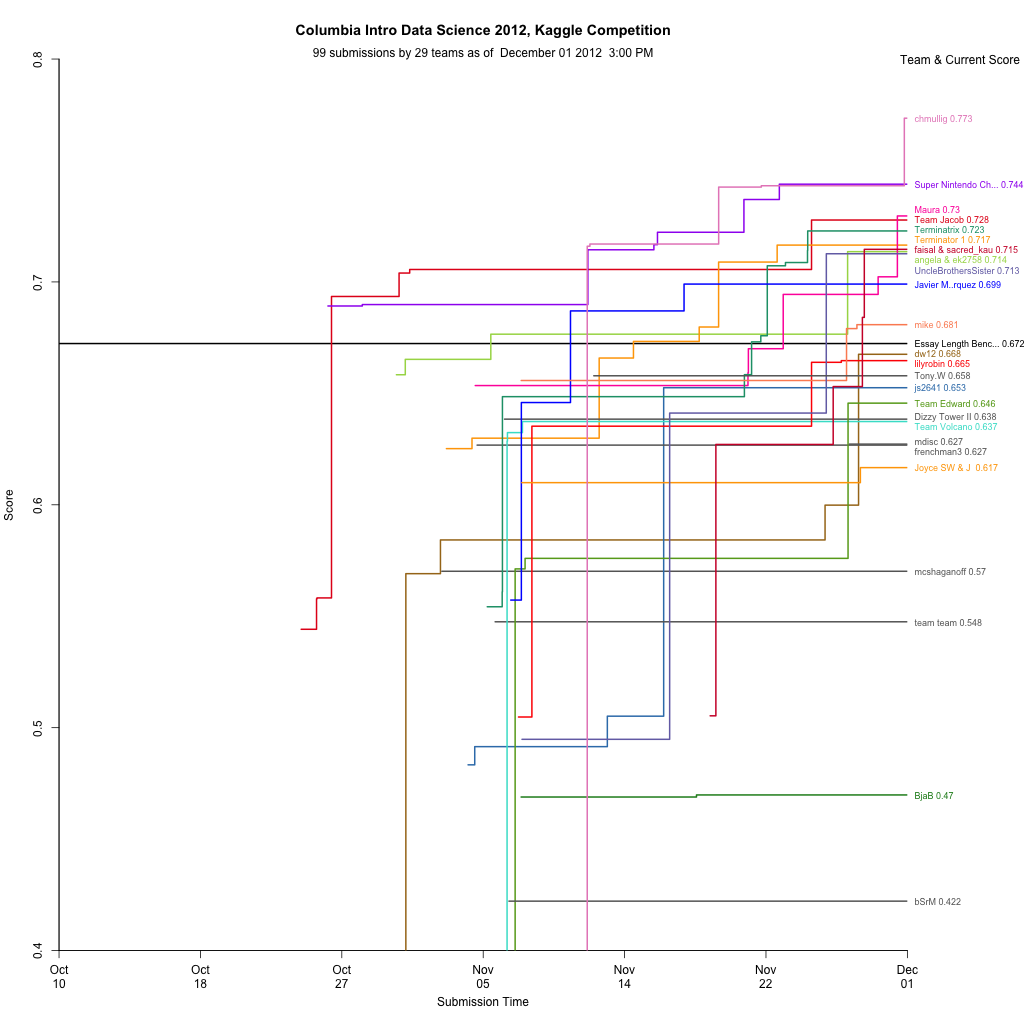 Columbia Intro Data Science 2012, Kaggle Competition
99 submissions by 29 teams as of  December 01 2012  3:00 PM
Team & Current Score
0.8
0.7
0.6
0.5
0.4
Score
chmullig 0.773
Super Nintendo Ch... 0.744
Maura 0.73
Team Jacob 0.728
Terminatrix 0.723
Terminator 1 0.717
faisal & sacred_kau 0.715
angela & ek2758 0.714
UncleBrothersSister 0.713
Javier M..rquez 0.699
mike 0.681
Essay Length Benc... 0.672
dw12 0.668
lilyrobin 0.665
Tony.W 0.658
js2641 0.653
Team Edward 0.646
Dizzy Tower II 0.638
Team Volcano 0.637
mdisc 0.627
frenchman3 0.627
Joyce SW & J  0.617
mcshaganoff 0.57
team team 0.548
BjaB 0.47
bSrM 0.422
Oct Oct Oct Nov Nov Nov Dec
10 18 27 05 14 22 01
Submission Time